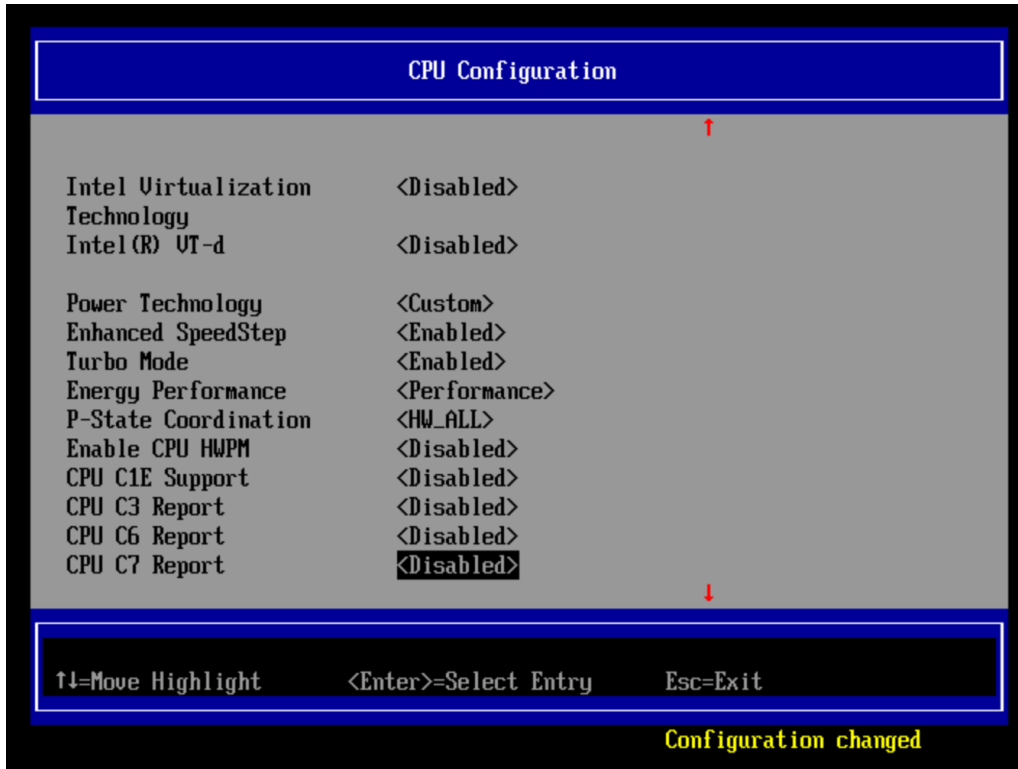 CPU Configuration
↑
Intel Virtualization <Disabled>
Technology
Intel(R) VT-d <Disabled>
Power Technology <Custom>
Enhanced SpeedStep <Enabled>
Turbo Mode <Enabled>
Energy Performance <Performance>
P-State Coordination <HW_ALL>
Enable CPU HWPM <Disabled>
CPU C1E Support <Disabled>
CPU C3 Report <Disabled>
CPU C6 Report <Disabled>
CPU C7 Report <Disabled>
↓
↑↓=Move Highlight <Enter>=Select Entry Esc=Exit
Configuration changed